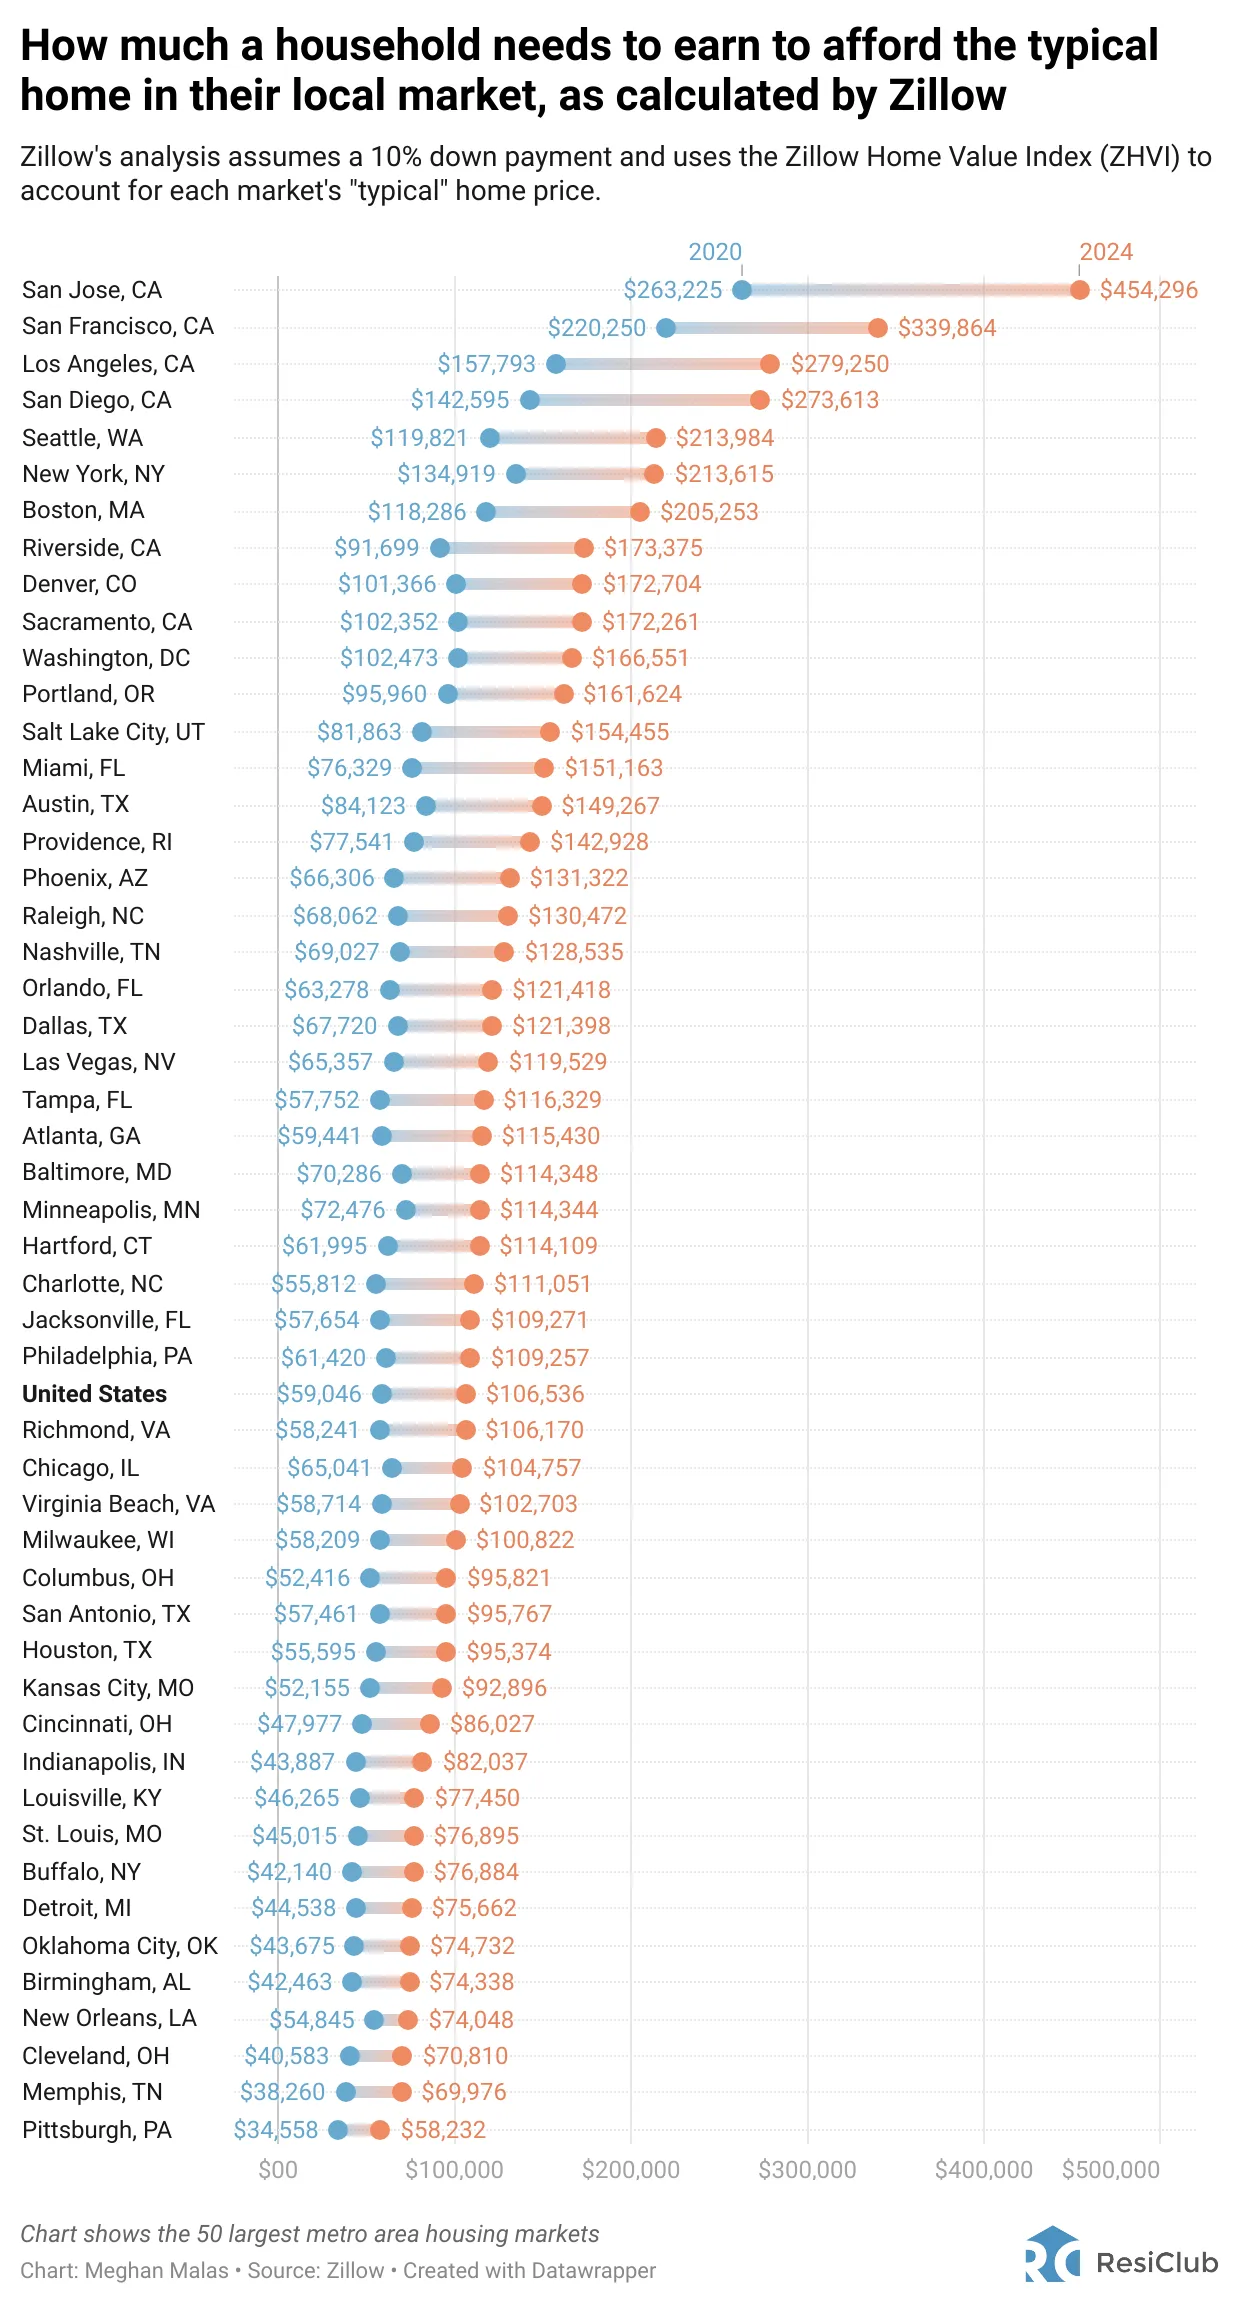 How much a household needs to earn to afford the typical
home in their local market, as calculated by Zillow
Zillow's analysis assumes a 10% down payment and uses the Zillow Home Value Index (ZHVI) to
account for each market's "typical" home price.
2020 2024
San Jose, CA $263,225 $454,296
San Francisco, CA $220,250 $339,864
Los Angeles, CA $157,793 $279,250
San Diego, CA $142,595 $273,613
Seattle, WA $119,821 $213,984
New York, NY $134,919 $213,615
Boston, MA $118,286 $205,253
Riverside, CA $91,699 $173,375
Denver, CO $101,366 $172,704
Sacramento, CA $102,352 $172,261
Washington, DC $102,473 $166,551
Portland, OR $95,960 $161,624
Salt Lake City, UT $81,863 $154,455
Miami, FL $76,329 $151,163
Austin, TX $84,123 $149,267
Providence, RI $77,541 $142,928
Phoenix, AZ $66,306 $131,322
Raleigh, NC $68,062 $130,472
Nashville, TN $69,027 $128,535
Orlando, FL $63,278 $121,418
Dallas, TX $67,720 $121,398
Las Vegas, NV $65,357 $119,529
Tampa, FL $57,752 $116,329
Atlanta, GA $59,441 $115,430
Baltimore, MD $70,286 $114,348
Minneapolis, MN $72,476 $114,344
Hartford, CT $61,995 $114,109
Charlotte, NC $55,812 $111,051
Jacksonville, FL $57,654 $109,271
Philadelphia, PA $61,420 $109,257
United States $59,046 $106,536
Richmond, VA $58,241 $106,170
Chicago, IL $65,041 $104,757
Virginia Beach, VA $58,714 $102,703
Milwaukee, WI $58,209 $100,822
Columbus, OH $52,416 $95,821
San Antonio, TX $57,461 $95,767
Houston, TX $55,595 $95,374
Kansas City, MO $52,155 $92,896
Cincinnati, OH $47,977 $86,027
Indianapolis, IN $43,887 $82,037
Louisville, KY $46,265 $77,450
St. Louis, MO $45,015 $76,895
Buffalo, NY $42,140 $76,884
Detroit, MI $44,538 $75,662
Oklahoma City, OK $43,675 $74,732
Birmingham, AL $42,463 $74,338
New Orleans, LA $54,845 $74,048
Cleveland, OH $40,583 $70,810
Memphis, TN $38,260 $69,976
Pittsburgh, PA $34,558 $58,232
$00 $100,000 $200,000 $300,000 $400,000 $500,000
Chart shows the 50 largest metro area housing markets
Chart: Meghan Malas • Source: Zillow • Created with Datawrapper
RC ResiClub